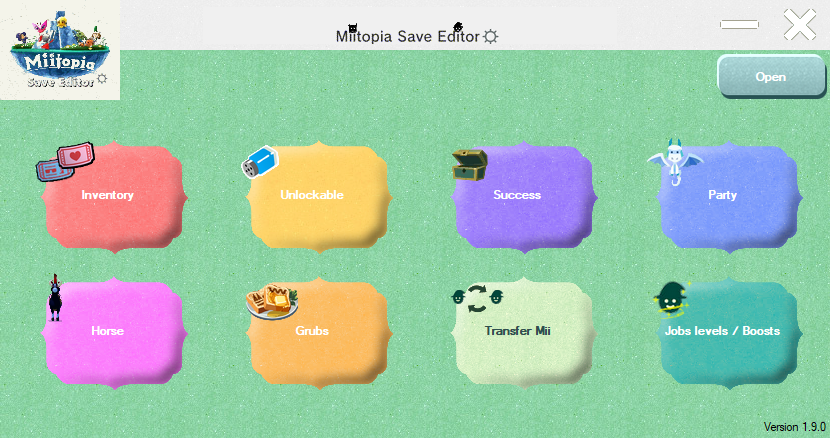 Miitopia Save Editor
Miitopia
Save Editor
Open
Inventory
Unlockable
Success
Party
Horse
Grubs
Transfer Mii
Jobs levels / Boosts
Version 1.9.0